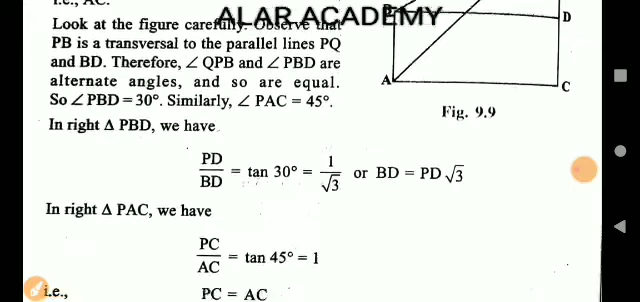 i.e., AC.
ALAR ACADEMY
Look at the figure carefully. Observe that
PB is a transversal to the parallel lines PQ
and BD. Therefore, ∠ QPB and ∠ PBD are
alternate angles, and so are equal.
So ∠ PBD = 30°. Similarly, ∠ PAC = 45°.
B
D
A
C
Fig. 9.9
In right Δ PBD, we have
PD/BD = tan 30° = 1/√3 or BD = PD √3
In right Δ PAC, we have
PC/AC = tan 45° = 1
i.e., PC = AC